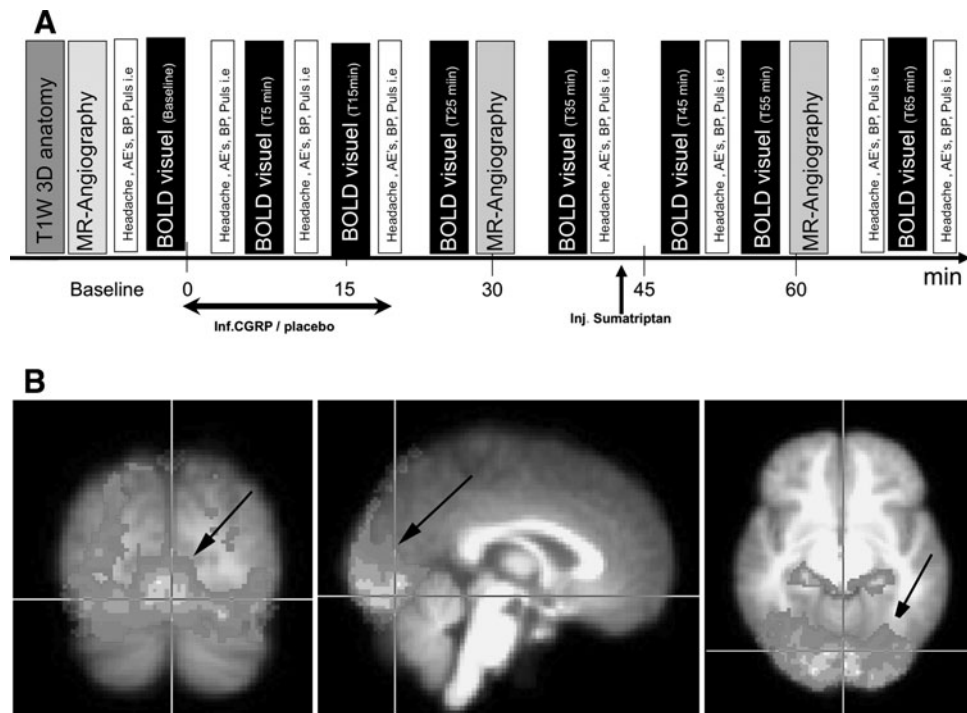 A
T1W 3D anatomy
MR-Angiography
Headache , AE's, BP, Puls i.e
BOLD visuel (Baseline)
Headache , AE's, BP, Puls i.e
BOLD visuel (T5 min)
Headache , AE's, BP, Puls i.e
BOLD visuel (T15min)
Headache , AE's, BP, Puls i.e
BOLD visuel (T25 miin)
MR-Angiography
BOLD visuel (T35 min)
Headache , AE's, BP, Puls i.e
BOLD visuel (T45 min)
Headache , AE's, BP, Puls i.e
BOLD visuel (T55 min)
MR-Angiography
Headache , AE's, BP, Puls i.e
BOLD visuel (T65 min)
Headache , AE's, BP, Puls i.e
Baseline 0 15 30 45 60 min
Inf.CGRP / placebo
Inj. Sumatriptan
B